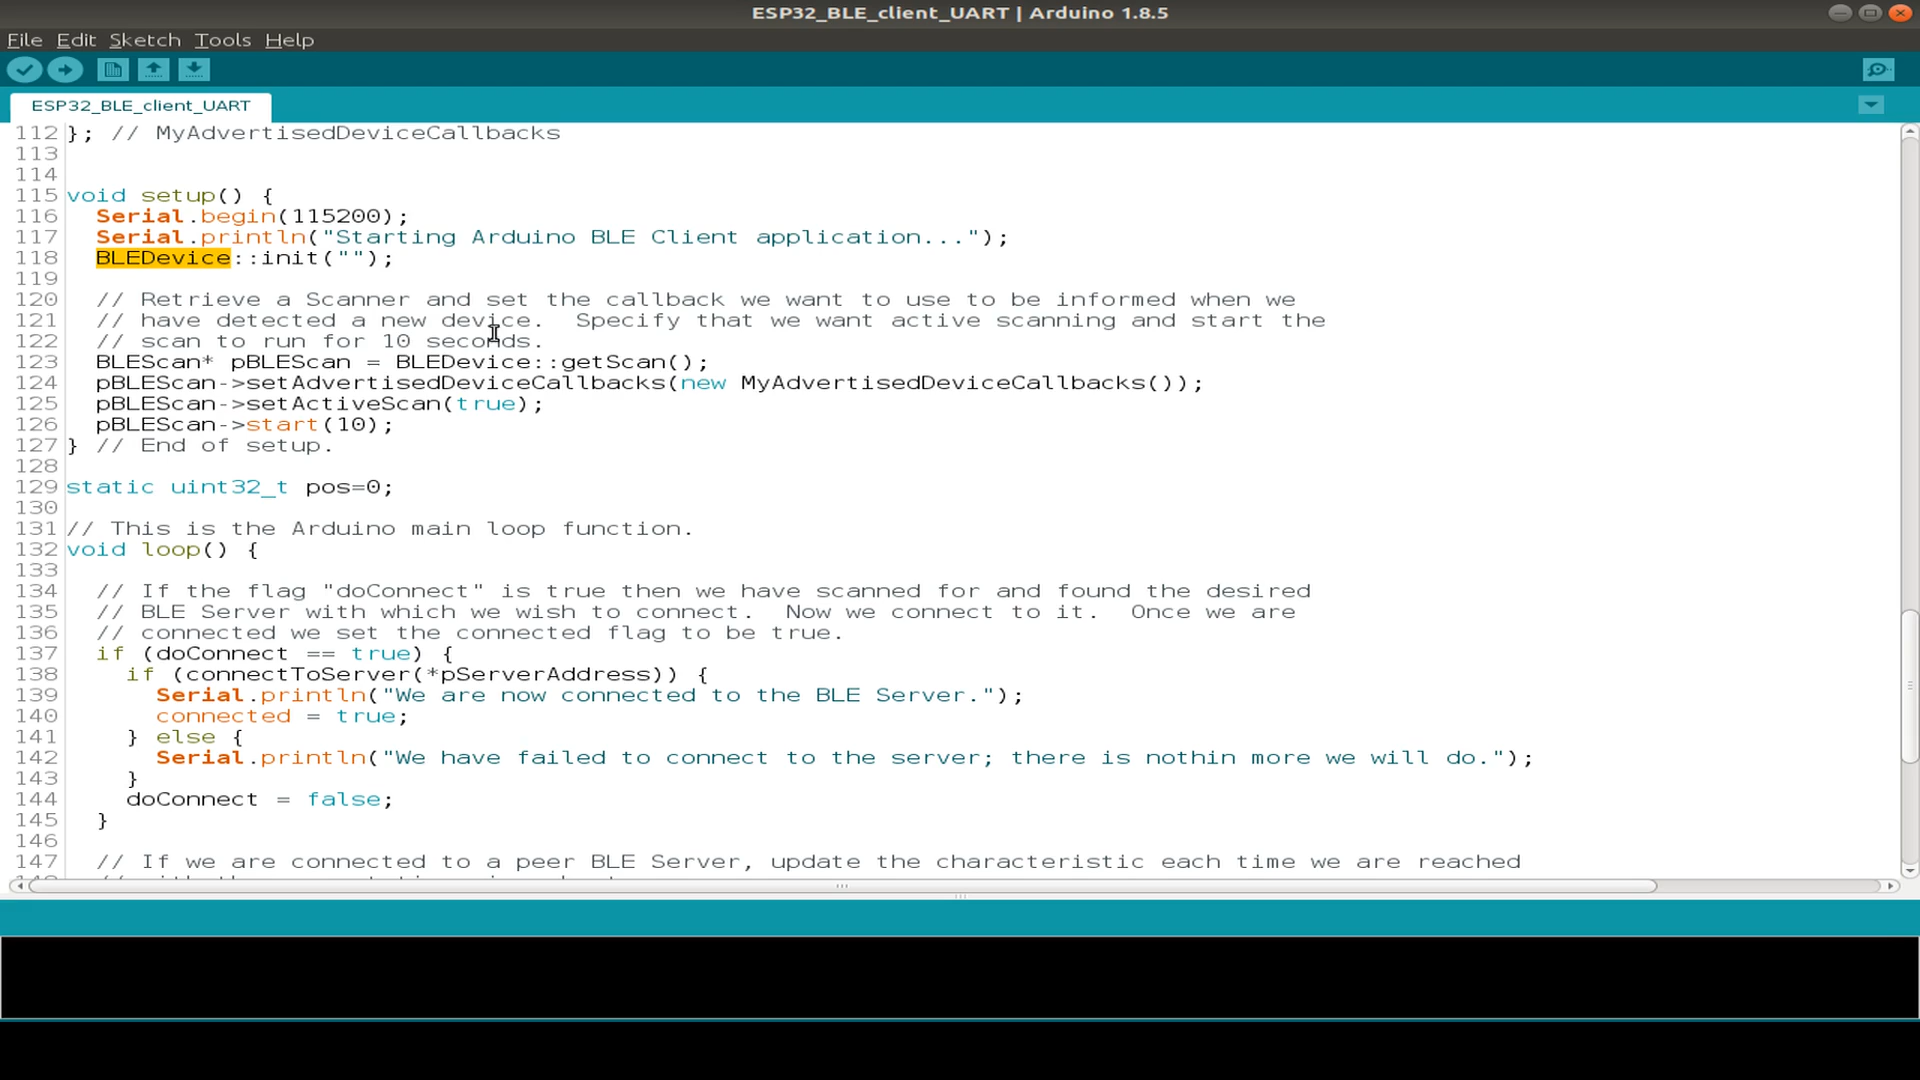 ESP32_BLE_client_UART | Arduino 1.8.5
File Edit Sketch Tools Help
ESP32_BLE_client_UART
112 }; // MyAdvertisedDeviceCallbacks
113
114
115 void setup() {
116   Serial.begin(115200);
117   Serial.println("Starting Arduino BLE Client application...");
118   BLEDevice::init("");
119
120   // Retrieve a Scanner and set the callback we want to use to be informed when we
121   // have detected a new device.  Specify that we want active scanning and start the
122   // scan to run for 10 seconds.
123   BLEScan* pBLEScan = BLEDevice::getScan();
124   pBLEScan->setAdvertisedDeviceCallbacks(new MyAdvertisedDeviceCallbacks());
125   pBLEScan->setActiveScan(true);
126   pBLEScan->start(10);
127 } // End of setup.
128
129 static uint32_t pos=0;
130
131 // This is the Arduino main loop function.
132 void loop() {
133
134   // If the flag "doConnect" is true then we have scanned for and found the desired
135   // BLE Server with which we wish to connect.  Now we connect to it.  Once we are
136   // connected we set the connected flag to be true.
137   if (doConnect == true) {
138     if (connectToServer(*pServerAddress)) {
139       Serial.println("We are now connected to the BLE Server.");
140       connected = true;
141     } else {
142       Serial.println("We have failed to connect to the server; there is nothin more we will do.");
143     }
144     doConnect = false;
145   }
146
147   // If we are connected to a peer BLE Server, update the characteristic each time we are reached